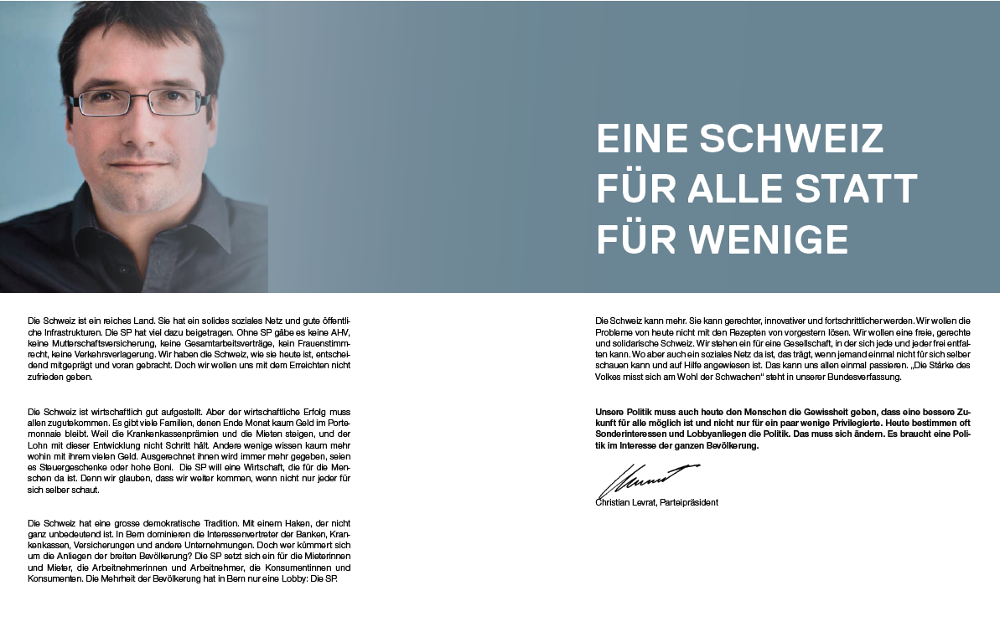 EINE SCHWEIZ
FÜR ALLE STATT
FÜR WENIGE
Die Schweiz ist ein reiches Land. Sie hat ein solides soziales Netz und gute öffentli-
che Infrastrukturen. Die SP hat viel dazu beigetragen. Ohne SP gäbe es keine AHV,
keine Mutterschaftsversicherung, keine Gesamtarbeitsverträge, kein Frauenstimm-
recht, keine Verkehrsverlagerung. Wir haben die Schweiz, wie sie heute ist, entschei-
dend mitgeprägt und voran gebracht. Doch wir wollen uns mit dem Erreichten nicht
zufrieden geben.
Die Schweiz ist wirtschaftlich gut aufgestellt. Aber der wirtschaftliche Erfolg muss
allen zugutekommen. Es gibt viele Familien, denen Ende Monat kaum Geld im Porte-
monnaie bleibt. Weil die Krankenkassenprämien und die Mieten steigen, und der
Lohn mit dieser Entwicklung nicht Schritt hält. Andere wenige wissen kaum mehr
wohin mit ihrem vielen Geld. Ausgerechnet ihnen wird immer mehr gegeben, seien
es Steuergeschenke oder hohe Boni. Die SP will eine Wirtschaft, die für die Men-
schen da ist. Denn wir glauben, dass wir weiter kommen, wenn nicht nur jeder für
sich selber schaut.
Die Schweiz hat eine grosse demokratische Tradition. Mit einem Haken, der nicht
ganz unbedeutend ist. In Bern dominieren die Interessenvertreter der Banken, Kran-
kenkassen, Versicherungen und andere Unternehmungen. Doch wer kümmert sich
um die Anliegen der breiten Bevölkerung? Die SP setzt sich ein für die Mieterinnen
und Mieter, die Arbeitnehmerinnen und Arbeitnehmer, die Konsumentinnen und
Konsumenten. Die Mehrheit der Bevölkerung hat in Bern nur eine Lobby: Die SP.
Die Schweiz kann mehr. Sie kann gerechter, innovativer und fortschrittlicher werden. Wir wollen die
Probleme von heute nicht mit den Rezepten von vorgestern lösen. Wir wollen eine freie, gerechte
und solidarische Schweiz. Wir stehen ein für eine Gesellschaft, in der sich jede und jeder frei entfal-
ten kann. Wo aber auch ein soziales Netz da ist, das trägt, wenn jemand einmal nicht für sich selber
schauen kann und auf Hilfe angewiesen ist. Das kann uns allen einmal passieren. „Die Stärke des
Volkes misst sich am Wohl der Schwachen“ steht in unserer Bundesverfassung.
Unsere Politik muss auch heute den Menschen die Gewissheit geben, dass eine bessere Zu-
kunft für alle möglich ist und nicht nur für ein paar wenige Privilegierte. Heute bestimmen oft
Sonderinteressen und Lobbyanliegen die Politik. Das muss sich ändern. Es braucht eine Poli-
tik im Interesse der ganzen Bevölkerung.
Christian Levrat, Parteipräsident